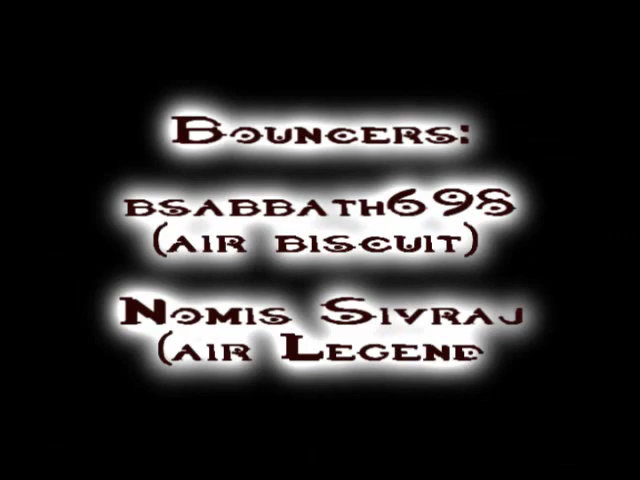 Bouncers:
bsabbath698
(air biscuit)
Nomis Sivraj
(air Legend